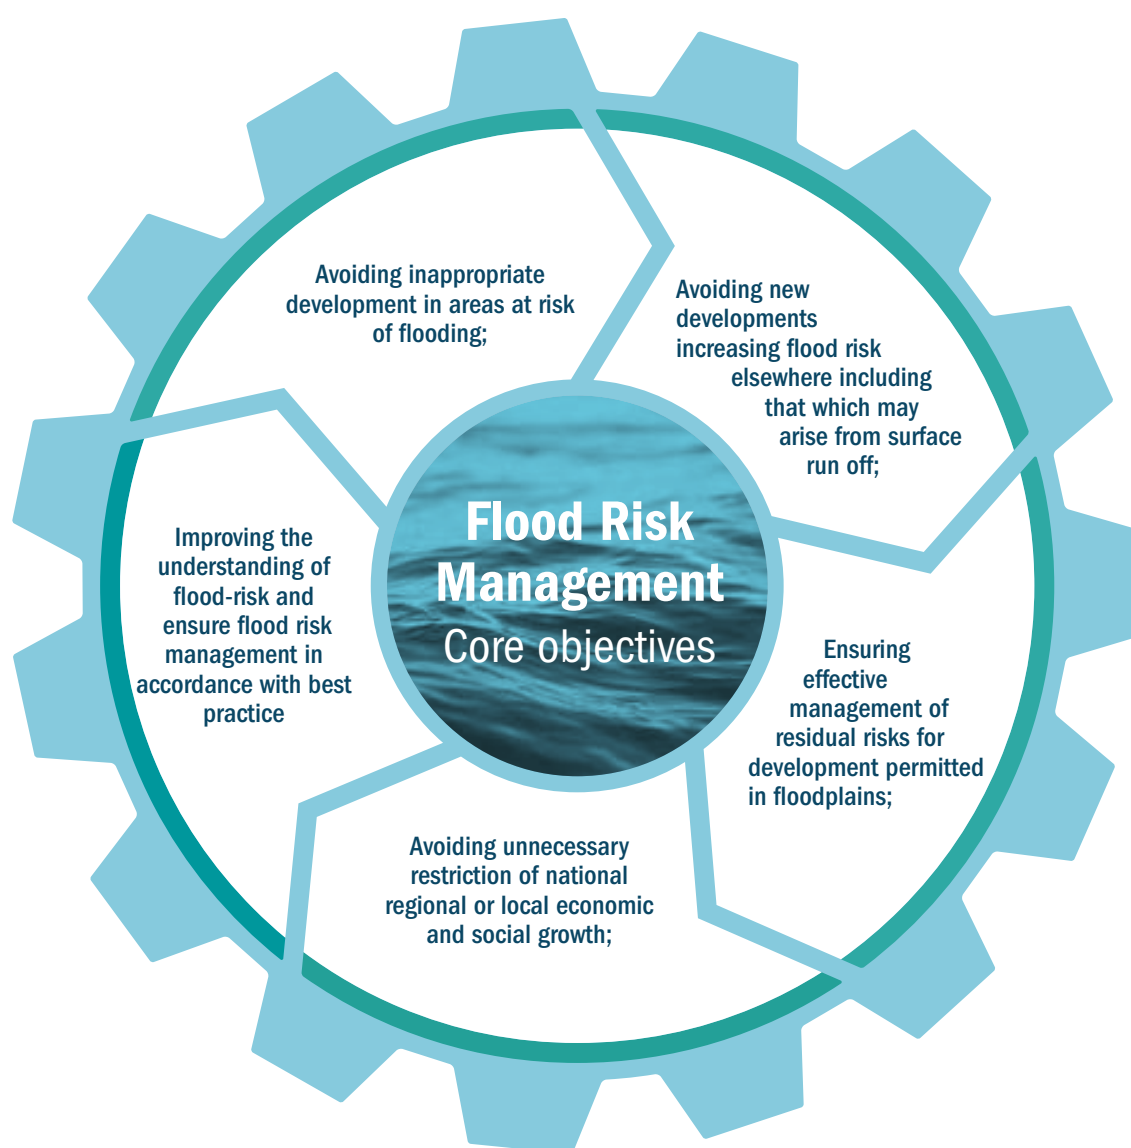 Avoiding inappropriate
development in areas at risk
of flooding;
Avoiding new
developments
increasing flood risk
elsewhere including
that which may
arise from surface
run off;
Flood Risk
Management
Core objectives
Improving the
understanding of
flood-risk and
ensure flood risk
management in
accordance with best
practice
Ensuring
effective
management of
residual risks for
development permitted
in floodplains;
Avoiding unnecessary
restriction of national
regional or local economic
and social growth;